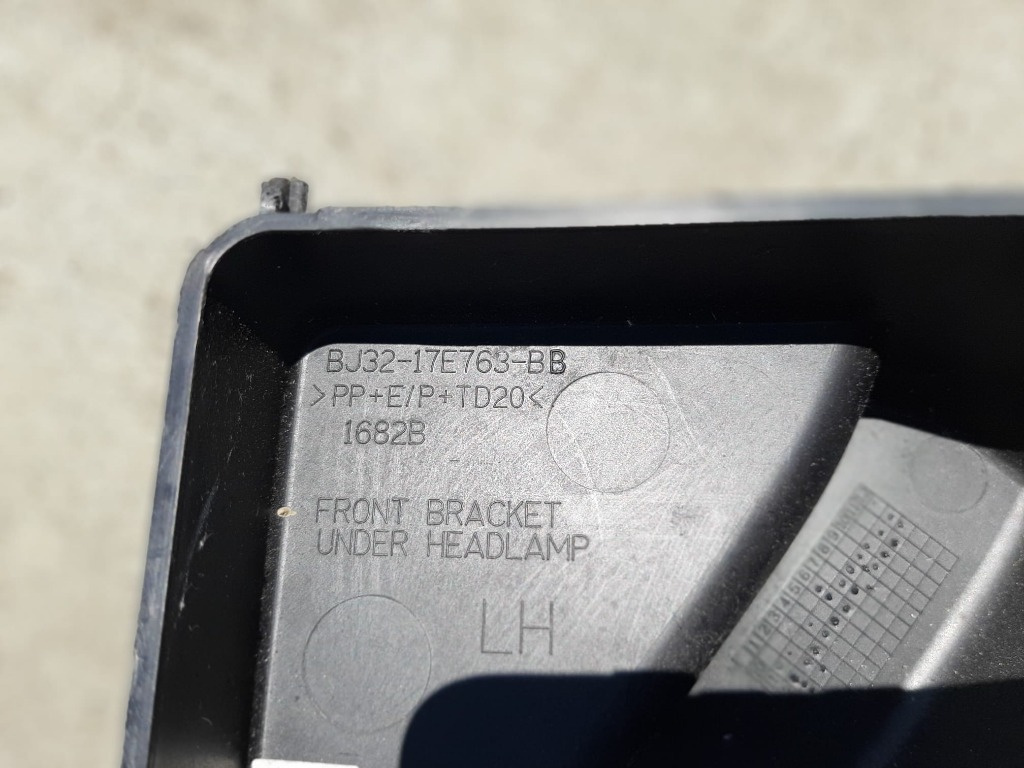 BJ32-17E763-BB
>PP+E/P+TD20<
1682B
FRONT BRACKET
UNDER HEADLAMP
LH